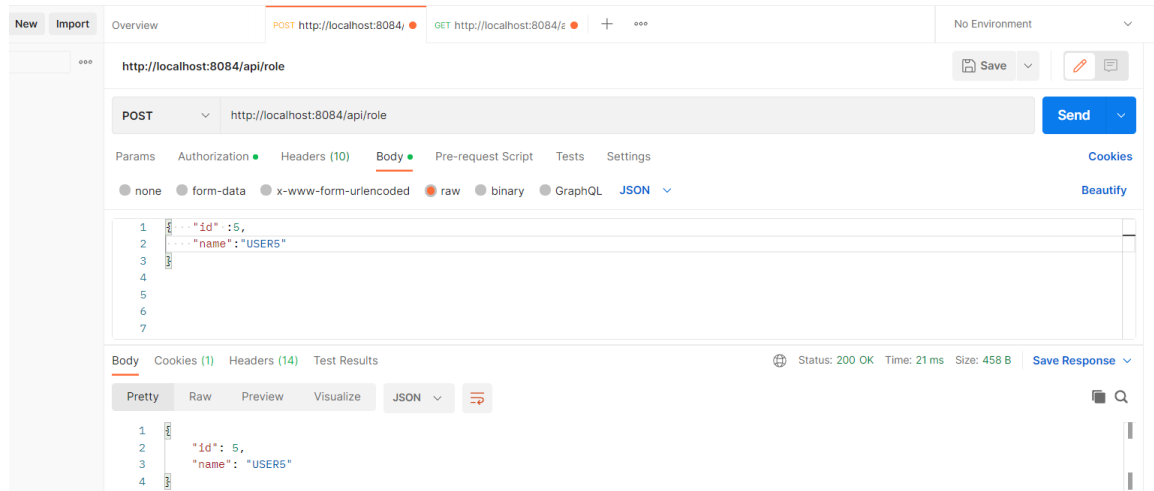 New Import Overview POST http://localhost:8084/ GET http://localhost:8084/a + ooo No Environment
ooo http://localhost:8084/api/role Save
POST http://localhost:8084/api/role Send
Params Authorization Headers (10) Body Pre-request Script Tests Settings Cookies
none form-data x-www-form-urlencoded raw binary GraphQL JSON Beautify
1 {····"id"·:5,
2 ····"name":"USER5"
3 }
4
5
6
7
Body Cookies (1) Headers (14) Test Results Status: 200 OK Time: 21 ms Size: 458 B Save Response
Pretty Raw Preview Visualize JSON
1 {
2 "id": 5,
3 "name": "USER5"
4 }